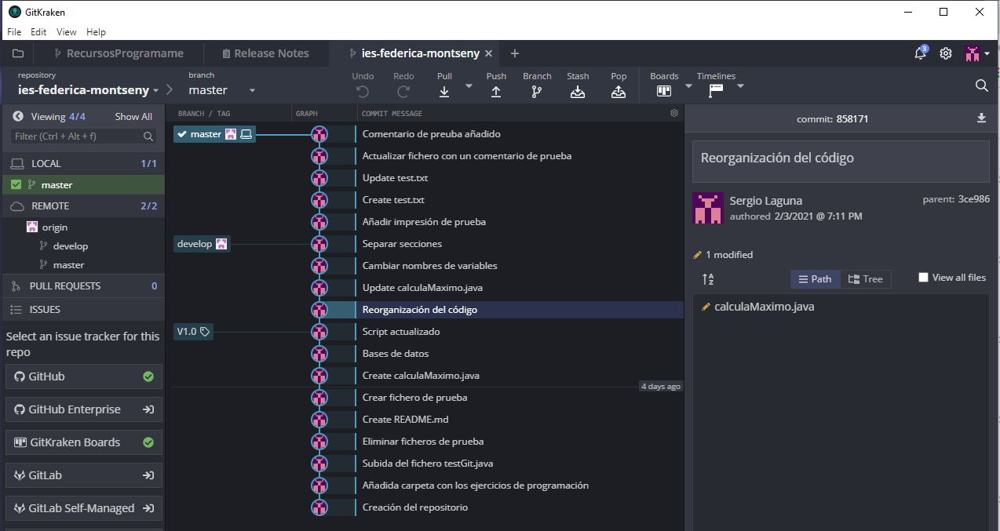 GitKraken
File Edit View Help
RecursosPrograname
Release Notes
ies-federica-montseny
3
repository
ies-federica-montseny
branch
master
Undo
Redo
Pull
Push
Branch
Stash
Pop
Boards
Timelines
Viewing 4/4 Show All
Filter (Ctrl + Alt + f)
LOCAL 1/1
master
REMOTE 2/2
origin
develop
master
PULL REQUESTS 0
ISSUES
Select an issue tracker for this
repo
GitHub
GitHub Enterprise
GitKraken Boards
GitLab
GitLab Self-Managed
BRANCH / TAG GRAPH COMMIT MESSAGE
master Comentario de preuba añadido
Actualizar fichero con un comentario de prueba
Update test.txt
Create test.txt
Añadir impresión de prueba
develop Separar secciones
Cambiar nombres de variables
Update calculaMaximo.java
Reorganización del código
V1.0 Script actualizado
Bases de datos
Create calculaMaximo.java
4 days ago
Crear fichero de prueba
Create README.md
Eliminar ficheros de prueba
Subida del fichero testGit.java
Añadida carpeta con los ejercicios de programación
Creación del repositorio
commit: 858171
Reorganización del código
Sergio Laguna
parent: 3ce986
authored 2/3/2021 @ 7:11 PM
1 modified
Path
Tree
View all files
calculaMaximo.java